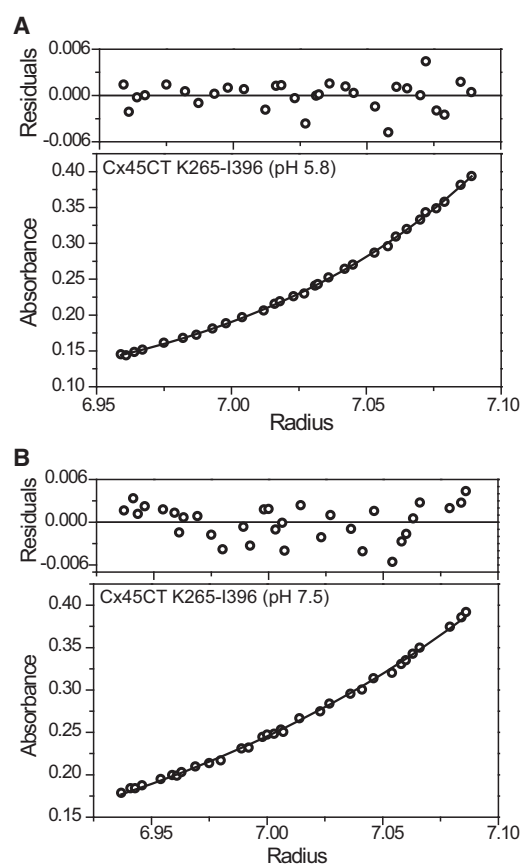 A
Residuals
0.006
0.000
-0.006
Cx45CT K265-I396 (pH 5.8)
Absorbance
0.40
0.35
0.30
0.25
0.20
0.15
0.10
6.95 7.00 7.05 7.10
Radius
B
Residuals
0.006
0.000
-0.006
Cx45CT K265-I396 (pH 7.5)
Absorbance
0.40
0.35
0.30
0.25
0.20
0.15
6.95 7.00 7.05 7.10
Radius